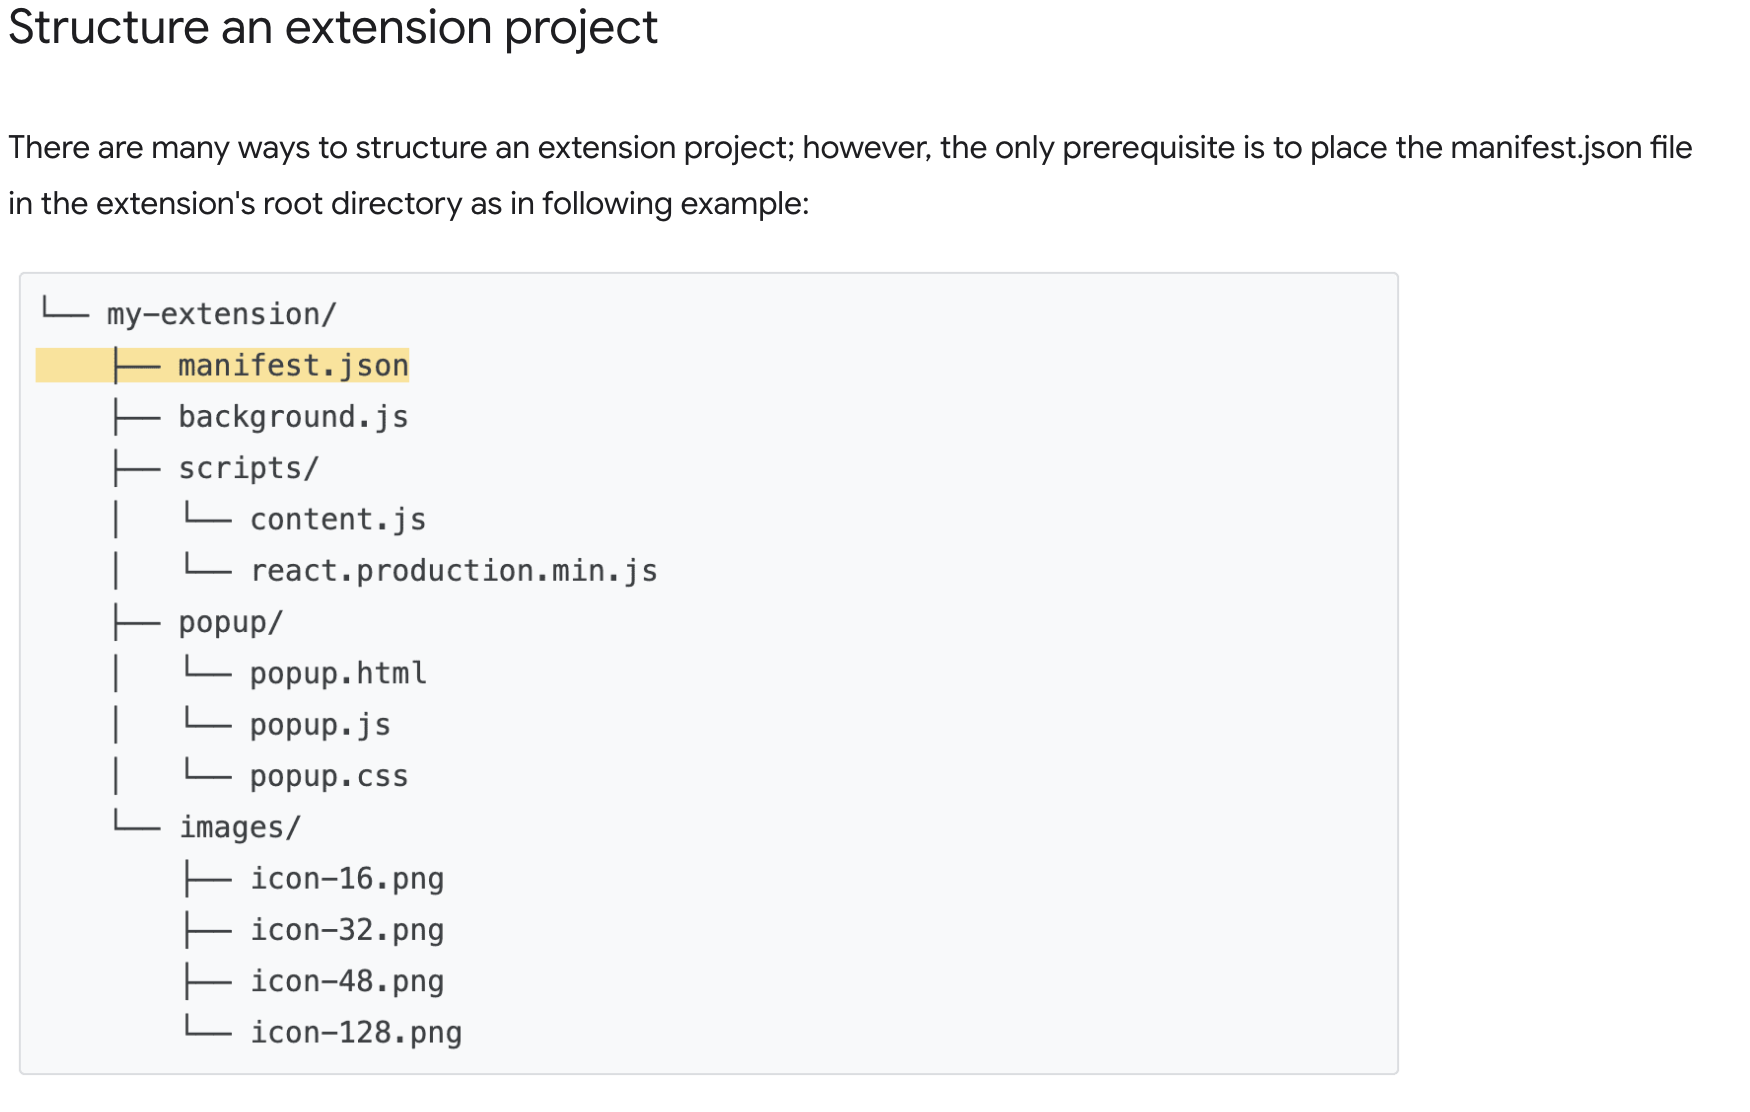 Structure an extension project
There are many ways to structure an extension project; however, the only prerequisite is to place the manifest.json file
in the extension's root directory as in following example:
└── my-extension/
    ├── manifest.json
    ├── background.js
    ├── scripts/
    │   └── content.js
    │   └── react.production.min.js
    ├── popup/
    │   └── popup.html
    │   └── popup.js
    │   └── popup.css
    └── images/
        ├── icon-16.png
        ├── icon-32.png
        ├── icon-48.png
        └── icon-128.png